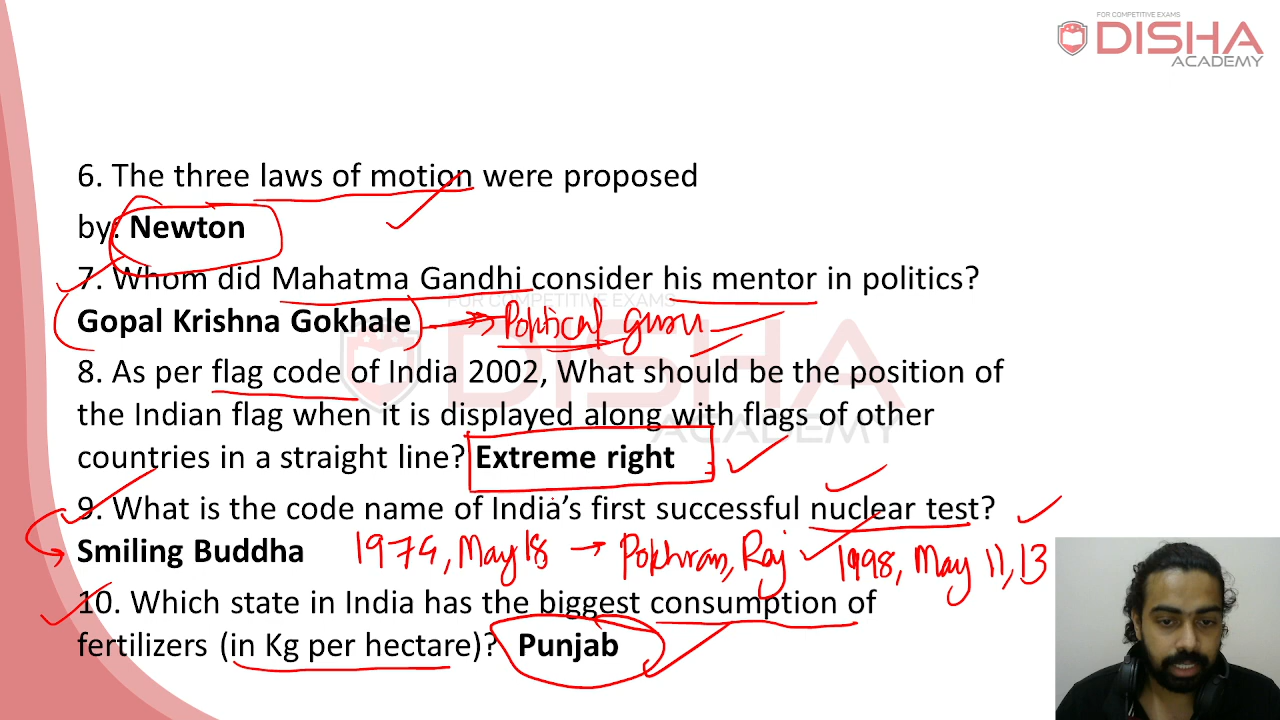 FOR COMPETITIVE EXAMS
DISHA
ACADEMY
6. The three laws of motion were proposed
by: Newton
7. Whom did Mahatma Gandhi consider his mentor in politics?
FOR COMPETITIVE EXAMS
Gopal Krishna Gokhale → Political guru
DISHA
8. As per flag code of India 2002, What should be the position of
the Indian flag when it is displayed along with flags of other
ACADEMY
countries in a straight line? Extreme right
9. What is the code name of India's first successful nuclear test?
Smiling Buddha 1974, May 18 → Pokhran, Raj 1998, May 11, 13
10. Which state in India has the biggest consumption of
fertilizers (in Kg per hectare)? Punjab